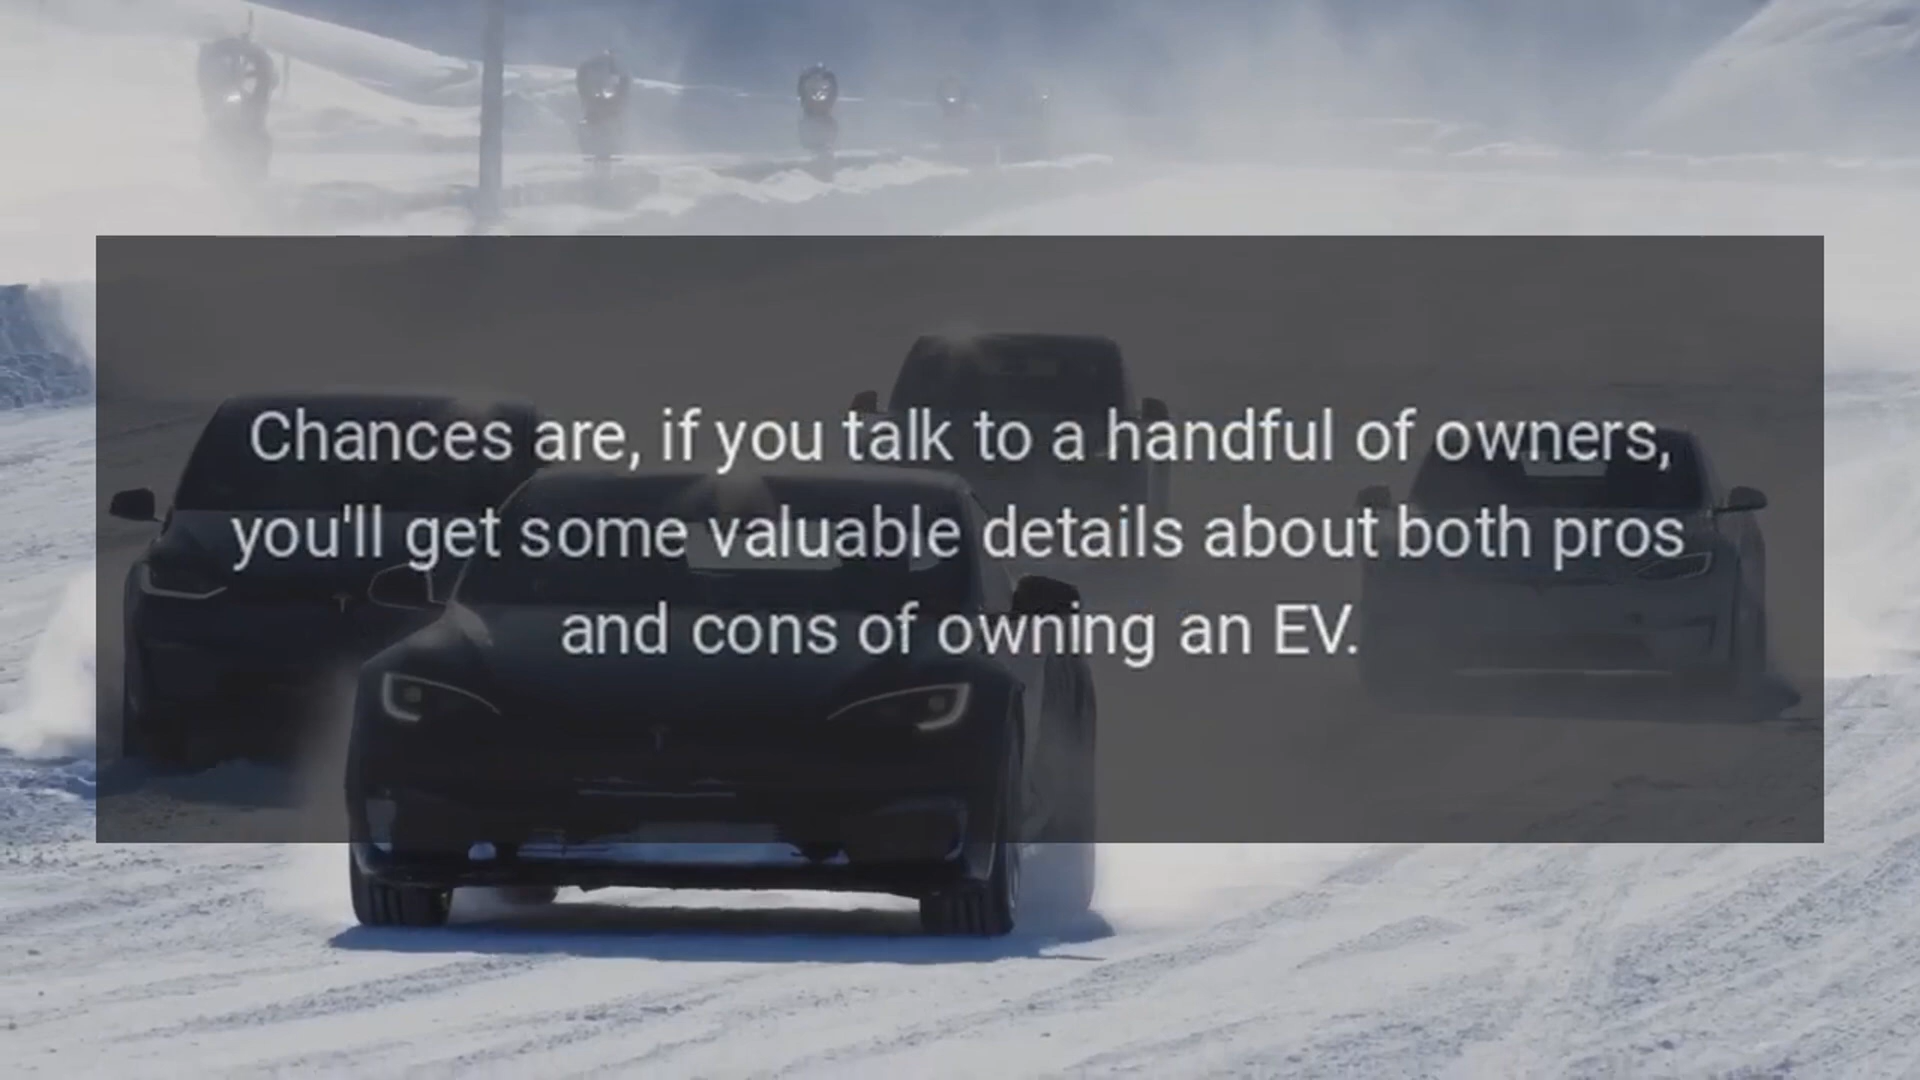 Chances are, if you talk to a handful of owners,
you'll get some valuable details about both pros
and cons of owning an EV.